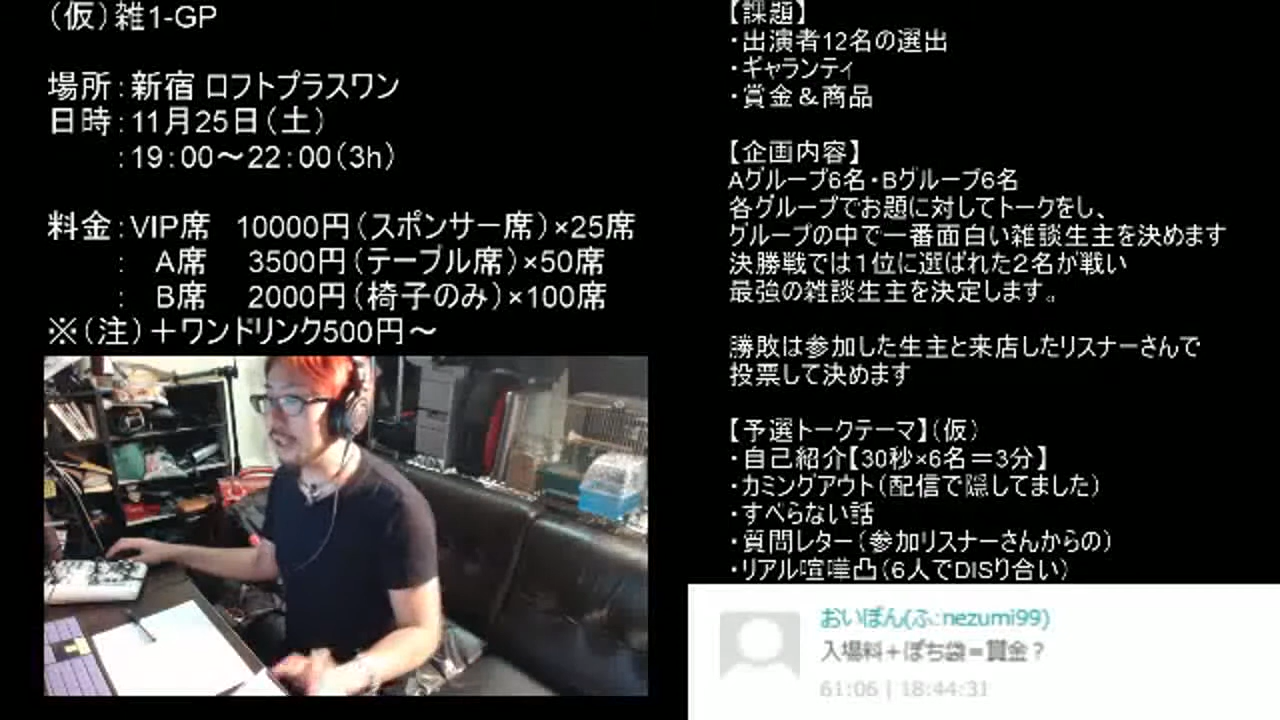 （仮）雑1-GP
場所：新宿 ロフトプラスワン
日時：11月25日（土）
：19：00～22：00（3h）
料金：VIP席 10000円（スポンサー席）×25席
： A席 3500円（テーブル席）×50席
： B席 2000円（椅子のみ）×100席
※（注）＋ワンドリンク500円～
【課題】
・出演者12名の選出
・ギャランティ
・賞金＆商品
【企画内容】
Aグループ6名・Bグループ6名
各グループでお題に対してトークをし、
グループの中で一番面白い雑談生主を決めます
決勝戦では１位に選ばれた２名が戦い
最強の雑談生主を決定します。
勝敗は参加した生主と来店したリスナーさんで
投票して決めます
【予選トークテーマ】（仮）
・自己紹介【30秒×6名＝3分】
・カミングアウト（配信で隠してました）
・すべらない話
・質問レター（参加リスナーさんからの）
・リアル喧嘩凸（6人でDISり合い）
おいぽん(ふ:nezumi99)
入場料＋ぽち袋＝賞金？
61:06 | 18:44:31